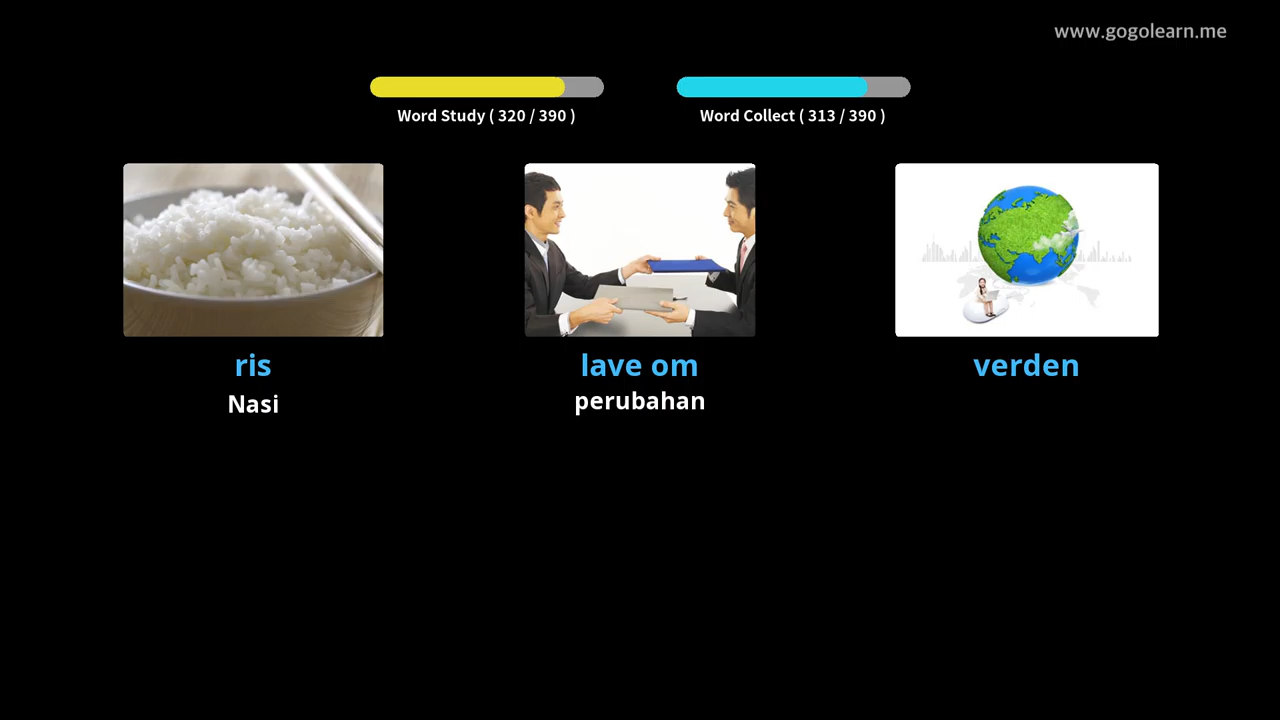 www.gogolearn.me
Word Study ( 320 / 390 )
Word Collect ( 313 / 390 )
ris
lave om
verden
Nasi
perubahan